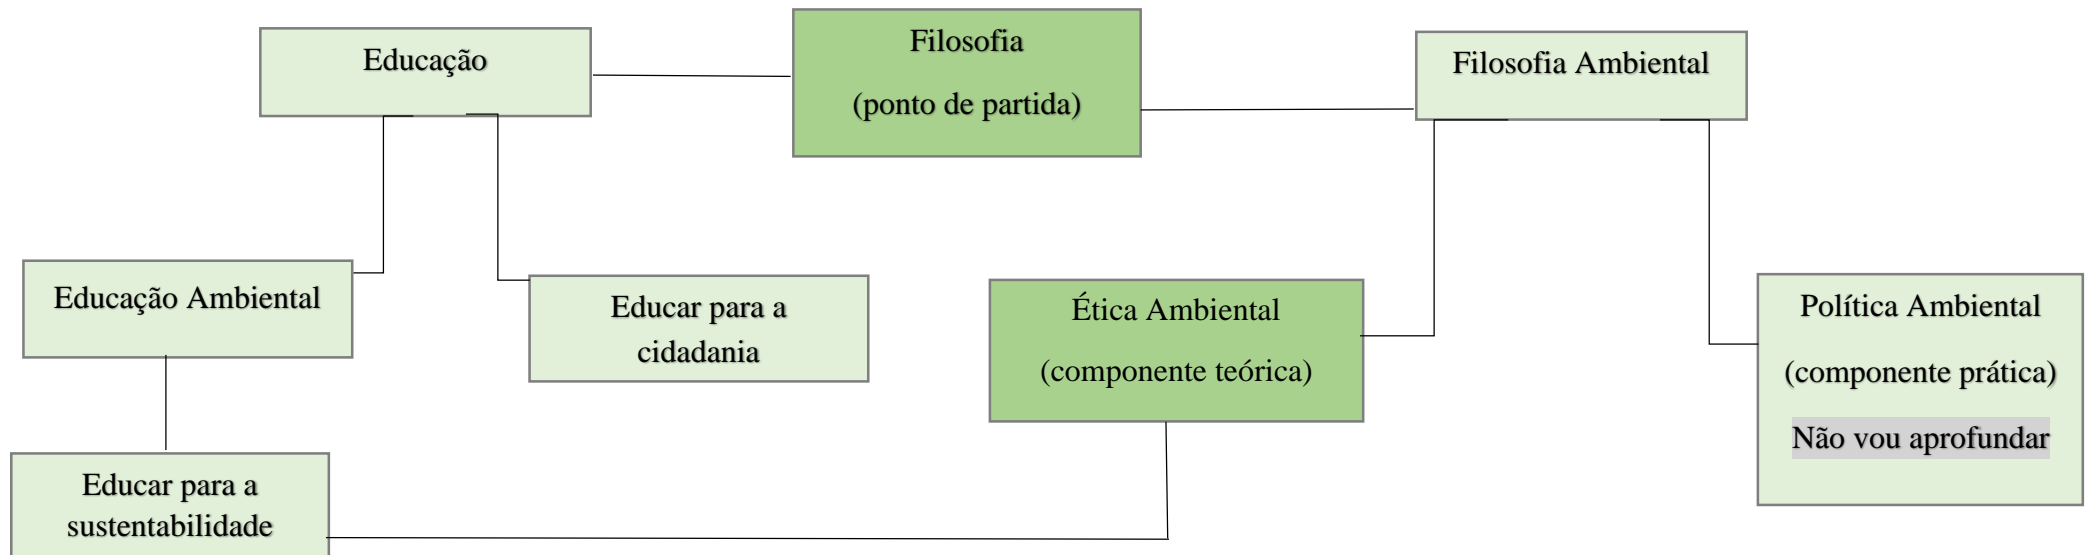 Educação
Filosofia
(ponto de partida)
Filosofia Ambiental
Educação Ambiental
Educar para a
cidadania
Ética Ambiental
(componente teórica)
Política Ambiental
(componente prática)
Não vou aprofundar
Educar para a
sustentabilidade